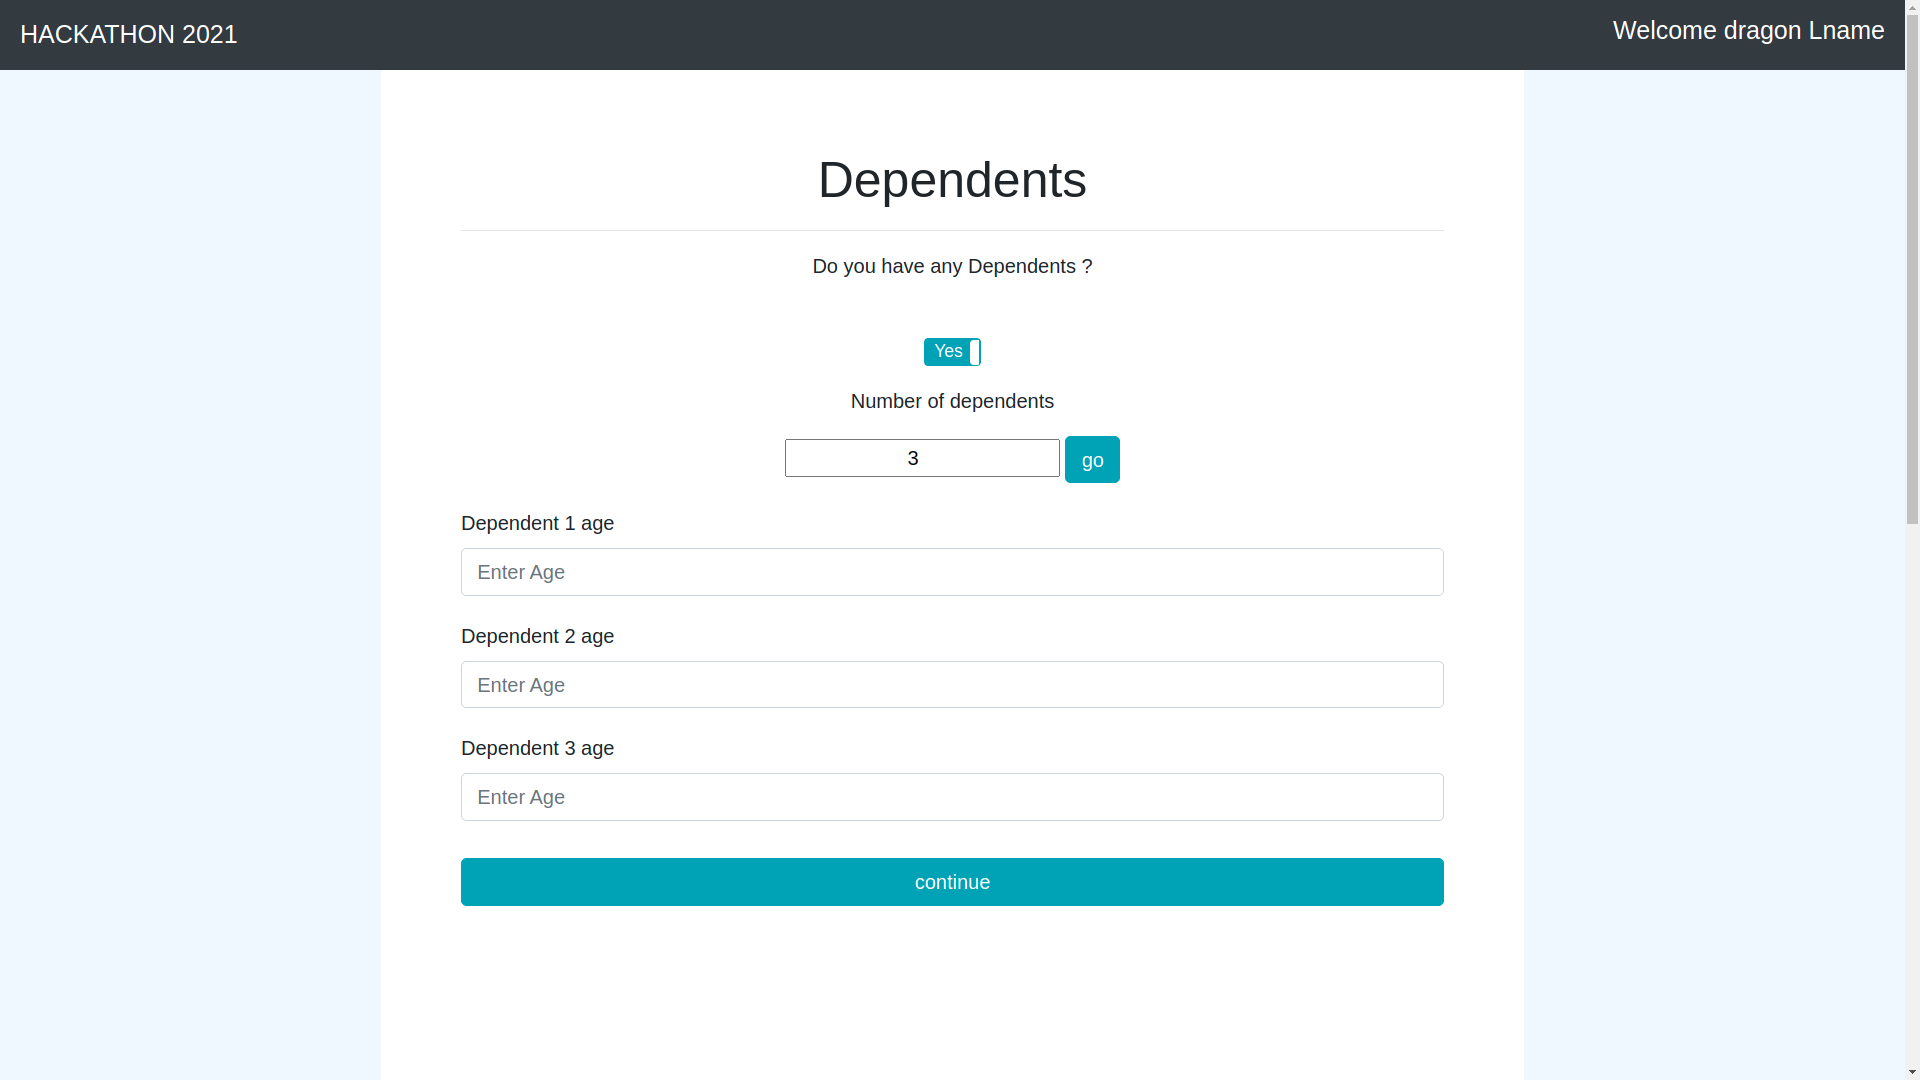 HACKATHON 2021
Welcome dragon Lname
Dependents
Do you have any Dependents ?
Yes
Number of dependents
3
go
Dependent 1 age
Enter Age
Dependent 2 age
Enter Age
Dependent 3 age
Enter Age
continue